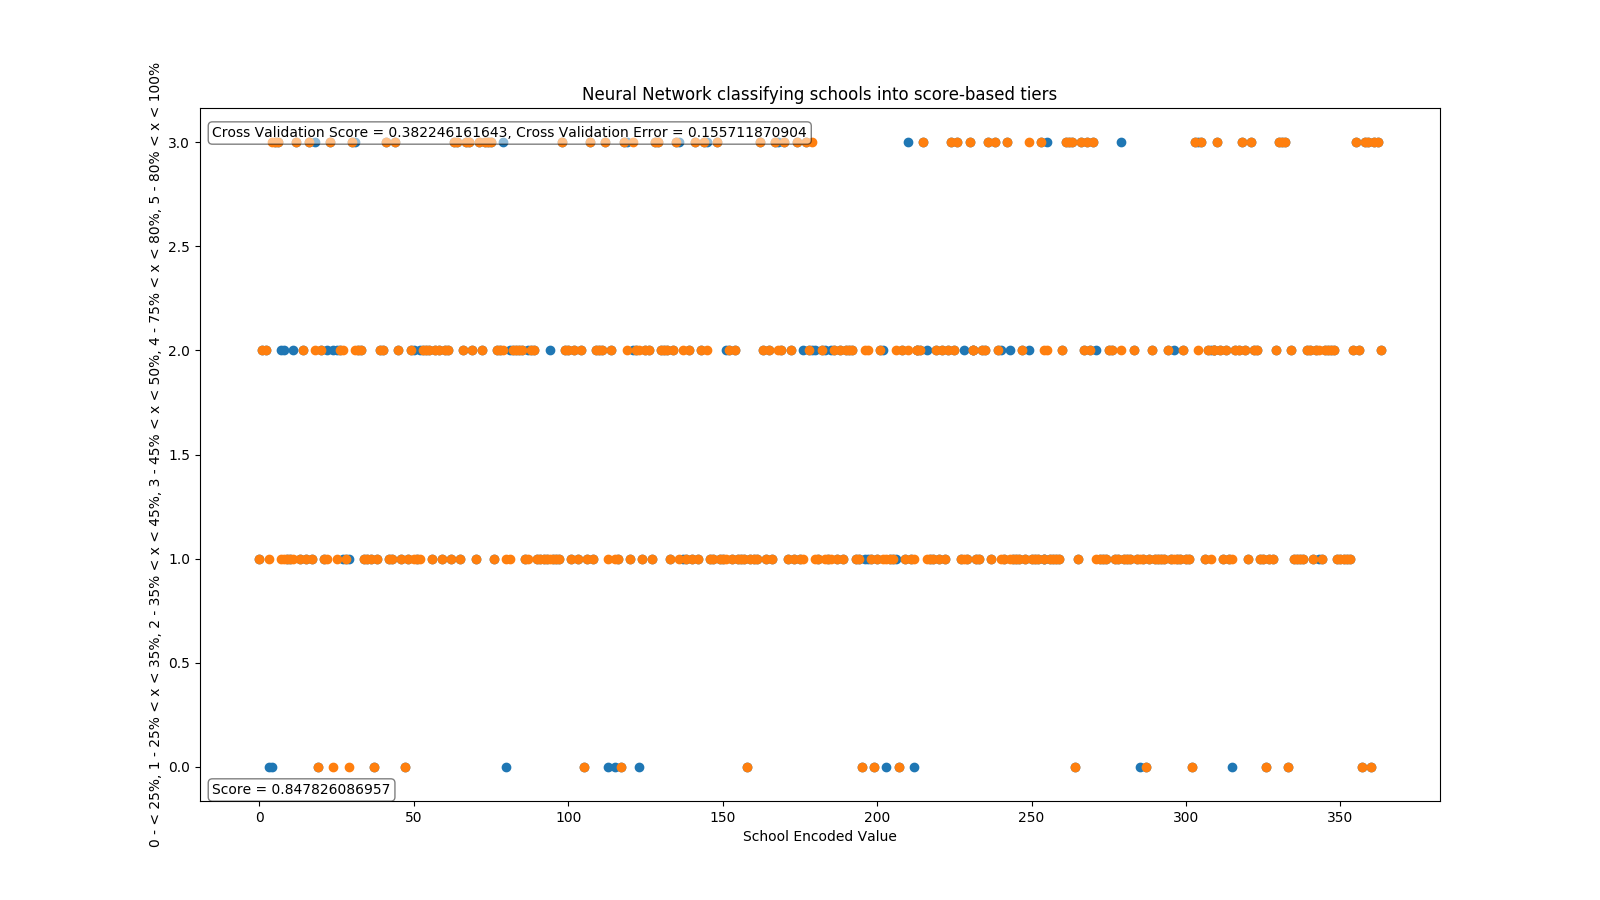 Neural Network classifying schools into score-based tiers
Cross Validation Score = 0.382246161643, Cross Validation Error = 0.155711870904
0 - < 25%, 1 - 25% < x < 35%, 2 - 35% < x < 45%, 3 - 45% < x < 50%, 4 - 75% < x < 80%, 5 - 80% < x < 100%
3.0
2.5
2.0
1.5
1.0
0.5
0.0
Score = 0.847826086957
0 50 100 150 200 250 300 350
School Encoded Value